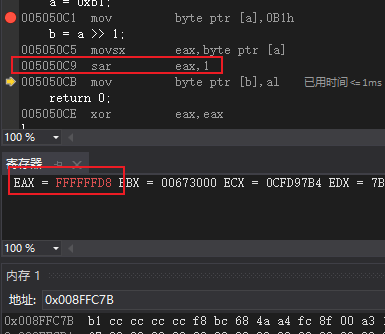 a = 0xb1;
005050C1 mov byte ptr [a],0B1h
b = a >> 1;
005050C5 movsx eax,byte ptr [a]
005050C9 sar eax,1
005050CB mov byte ptr [b],al 已用时间<=1ms
return 0;
005050CE xor eax,eax
100 %
寄存器
EAX = FFFFFFD8 EBX = 00673000 ECX = 0CFD97B4 EDX = 7B
100 %
内存 1
地址: 0x008FFC7B
0x008FFC7B b1 cc cc cc cc f8 bc 68 4a a4 fc 8f 00 a3